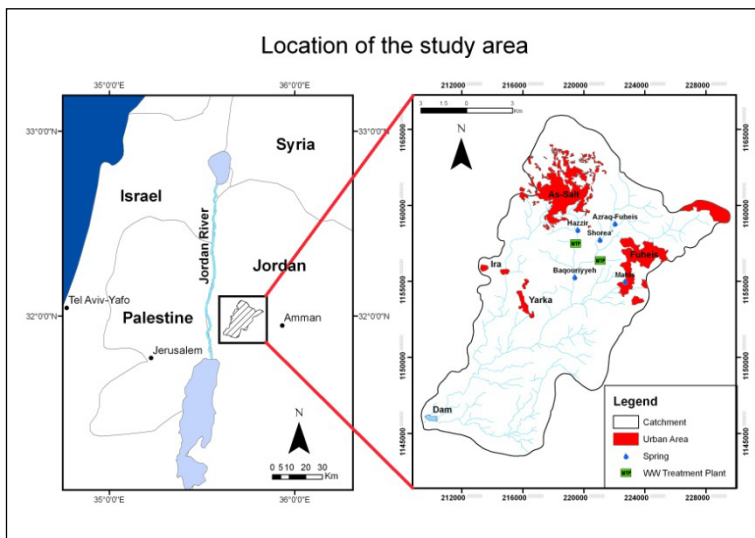 Location of the study area
35°0'0"E
36°0'0"E
33°0'0"N
33°0'0"N
Syria
Israel
Jordan River
Jordan
Tel Aviv-Yafo
32°0'0"N
32°0'0"N
Palestine
Amman
Jerusalem
N
0 5 10 20 30
Km
35°0'0"E
36°0'0"E
212000
216000
220000
224000
228000
3
0
3
Km
N
1165000
1165000
As-Salt
1160000
1160000
Hazzir
Azraq-Fuheis
Shorea'
WTP
Fuheis
WTP
Ira
Baqouriyyeh
Mahis
1155000
1155000
Yarka
1150000
1150000
Dam
1145000
1145000
Legend
Catchment
Urban Area
Spring
WTP
WW Treatment Plant
212000
216000
220000
224000
228000